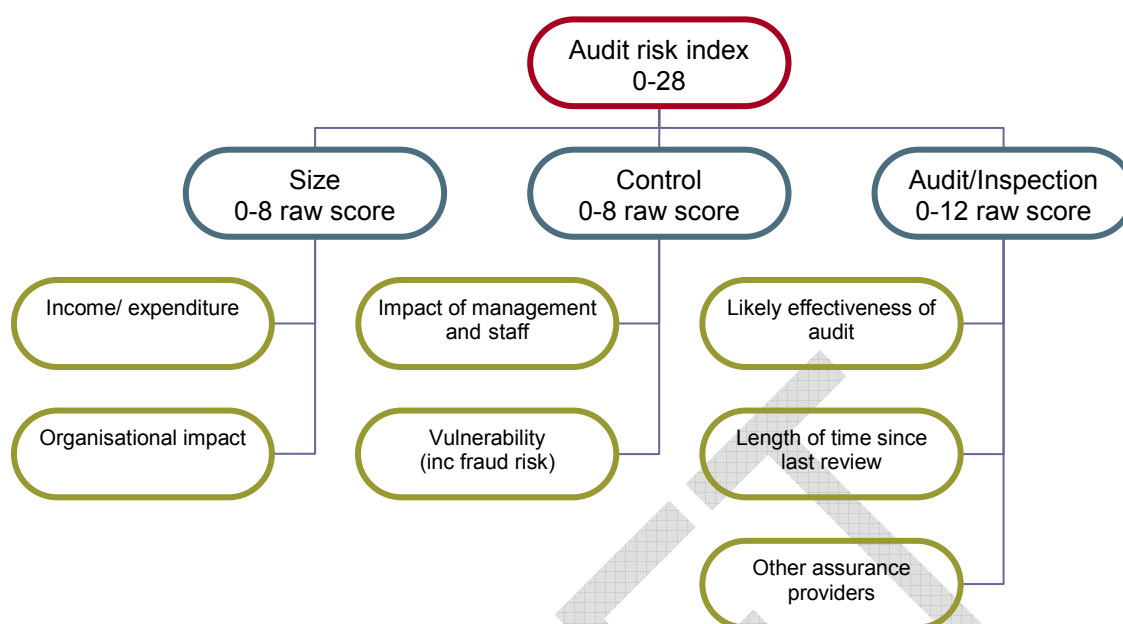 Audit risk index
0-28
Size
0-8 raw score
Control
0-8 raw score
Audit/Inspection
0-12 raw score
Income/ expenditure
Impact of management
and staff
Likely effectiveness of
audit
Organisational impact
Vulnerability
(inc fraud risk)
Length of time since
last review
Other assurance
providers